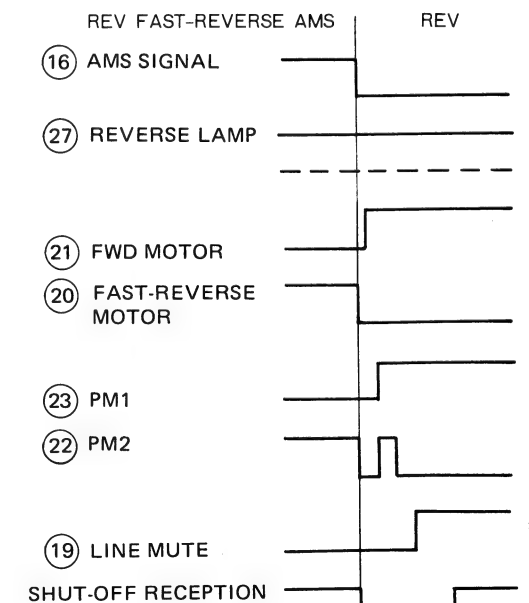 REV FAST-REVERSE AMS REV
16 AMS SIGNAL
27 REVERSE LAMP
21 FWD MOTOR
20 FAST-REVERSE
MOTOR
23 PM1
22 PM2
19 LINE MUTE
SHUT-OFF RECEPTION